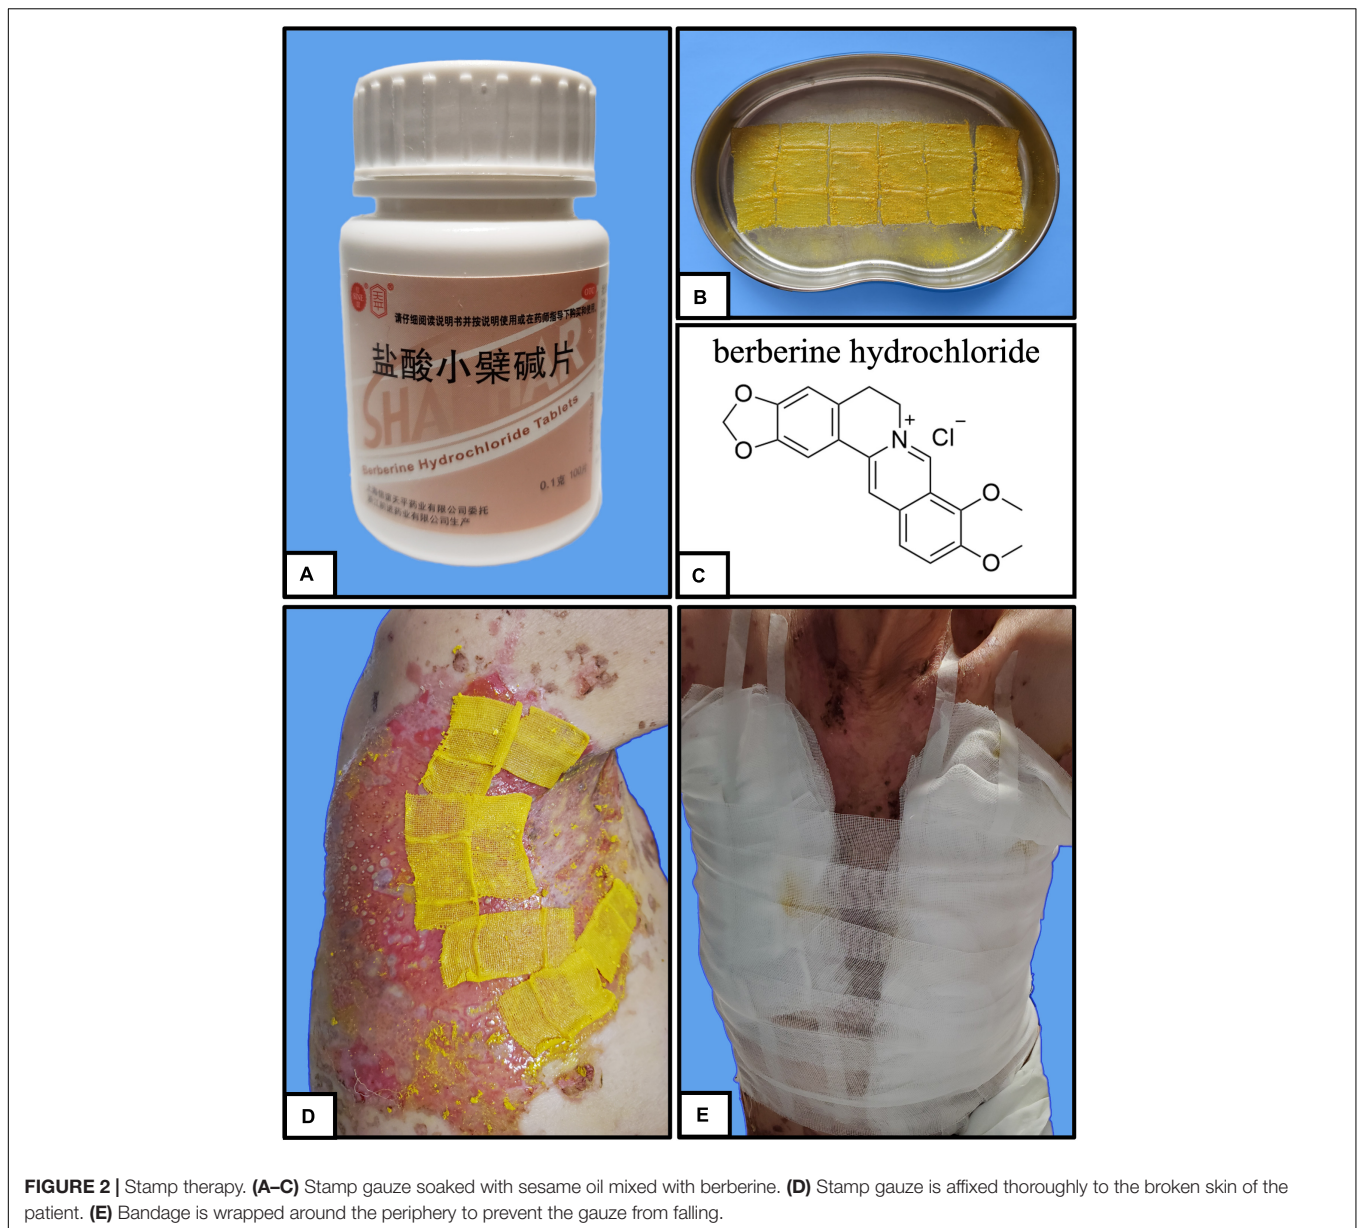 请仔细阅读说明书并按说明使用或在药师指导下购买和使用
盐酸小檗碱片
Berberine Hydrochloride Tablets
0.1克
A
B
berberine hydrochloride
O
O
N
+
Cl
−
O
O
C
D
E
FIGURE 2 | Stamp therapy. (A–C) Stamp gauze soaked with sesame oil mixed with berberine. (D) Stamp gauze is affixed thoroughly to the broken skin of the
patient. (E) Bandage is wrapped around the periphery to prevent the gauze from falling.